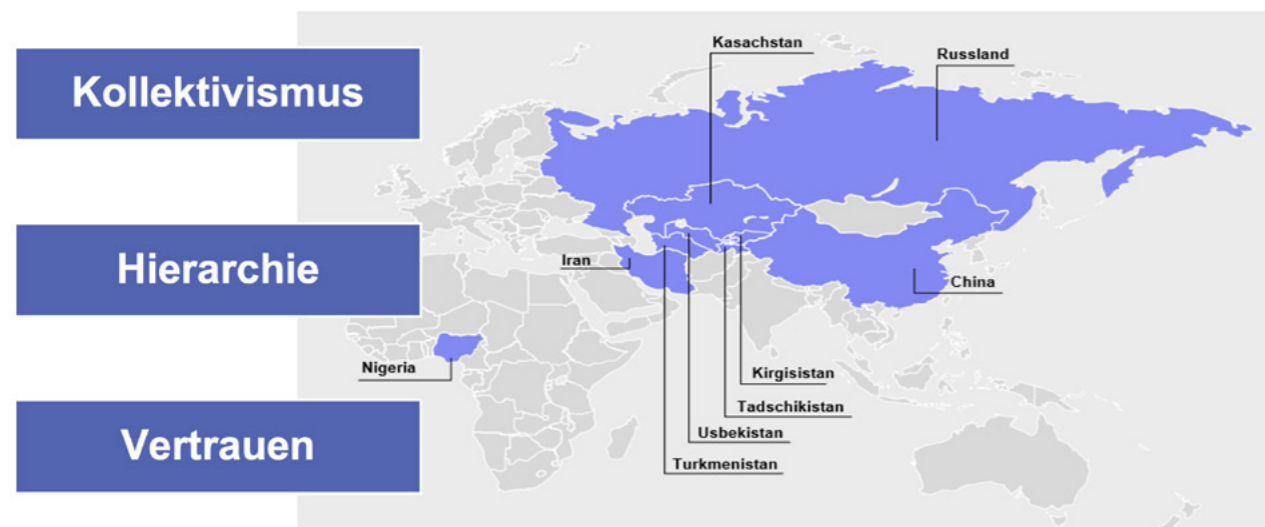 Kollektivismus
Hierarchie
Vertrauen
Kasachstan
Russland
Iran
China
Nigeria
Kirgisistan
Tadschikistan
Usbekistan
Turkmenistan